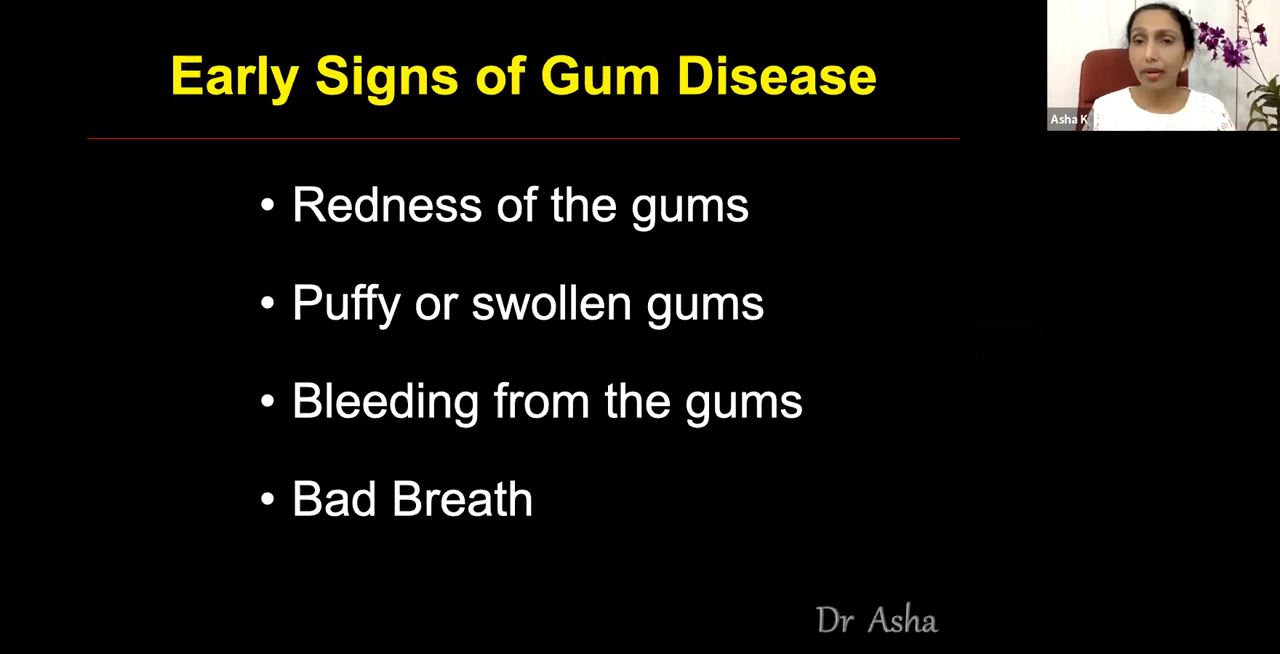 Early Signs of Gum Disease
Asha K
• Redness of the gums
• Puffy or swollen gums
• Bleeding from the gums
• Bad Breath
Dr Asha